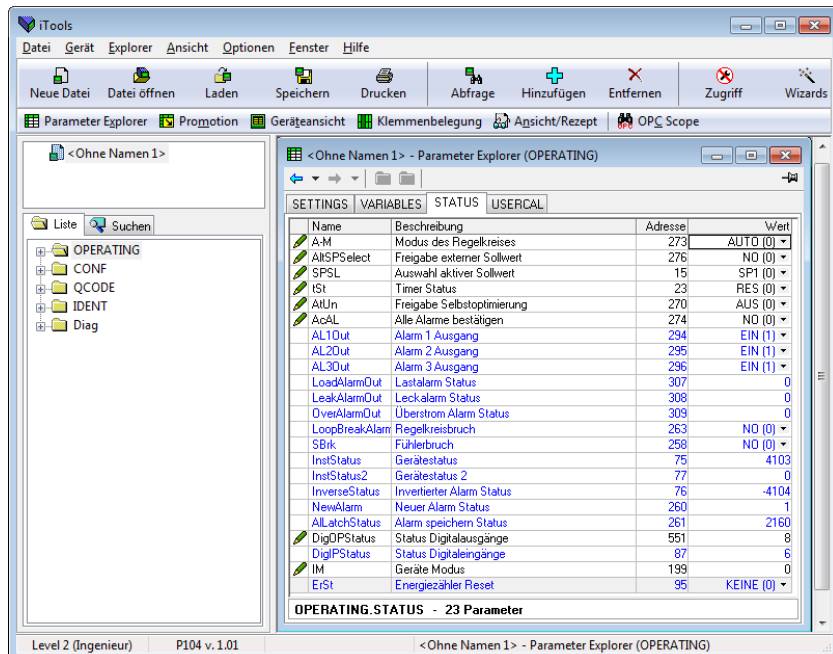 iTools
Datei Gerät Explorer Ansicht Optionen Fenster Hilfe
Neue Datei Datei öffnen Laden Speichern Drucken Abfrage Hinzufügen Entfernen Zugriff Wizards
Parameter Explorer Promotion Geräteansicht Klemmenbelegung Ansicht/Rezept OPC Scope
<Ohne Namen 1>
Liste Suchen
OPERATING
CONF
QCODE
IDENT
Diag
<Ohne Namen 1> - Parameter Explorer (OPERATING)
SETTINGS VARIABLES STATUS USERCAL
Name Beschreibung Adresse Wert
A-M Modus des Regelkreises 273 AUTO (0)
AltSPSelect Freigabe externer Sollwert 276 NO (0)
SPSL Auswahl aktiver Sollwert 15 SP1 (0)
tSt Timer Status 23 RES (0)
AtUn Freigabe Selbstoptimierung 270 AUS (0)
AcAL Alle Alarme bestätigen 274 NO (0)
AL1Out Alarm 1 Ausgang 294 EIN (1)
AL2Out Alarm 2 Ausgang 295 EIN (1)
AL3Out Alarm 3 Ausgang 296 EIN (1)
LoadAlarmOut Lastalarm Status 307 0
LeakAlarmOut Leckalarm Status 308 0
OverAlarmOut Überstrom Alarm Status 309 0
LoopBreakAlarm Regelkreisbruch 263 NO (0)
SBrk Fühlerbruch 258 NO (0)
InstStatus Gerätestatus 75 4103
InstStatus2 Gerätestatus 2 77 0
InverseStatus Invertierter Alarm Status 76 -4104
NewAlarm Neuer Alarm Status 260 1
AlLatchStatus Alarm speichern Status 261 2160
DigOPStatus Status Digitalausgänge 551 8
DigIPStatus Status Digitaleingänge 87 6
IM Geräte Modus 199 0
ErSt Energiezähler Reset 95 KEINE (0)
OPERATING.STATUS - 23 Parameter
Level 2 (Ingenieur) P104 v. 1.01 <Ohne Namen 1> - Parameter Explorer (OPERATING)